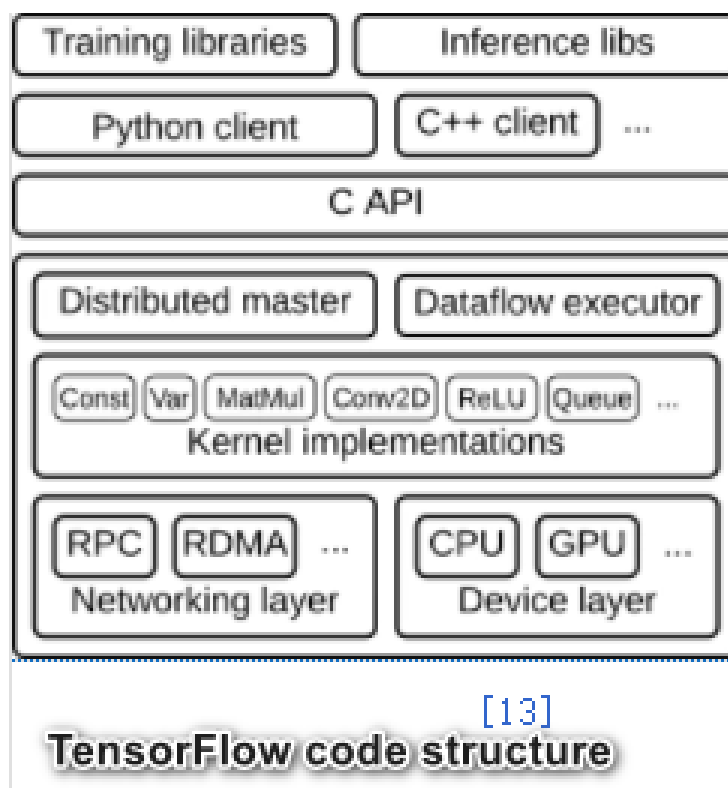 Training libraries Inference libs
Python client C++ client ...
C API
Distributed master Dataflow executor
Const Var MatMul Conv2D ReLU Queue ...
Kernel implementations
RPC RDMA ... CPU GPU ...
Networking layer Device layer
[13]
TensorFlow code structure